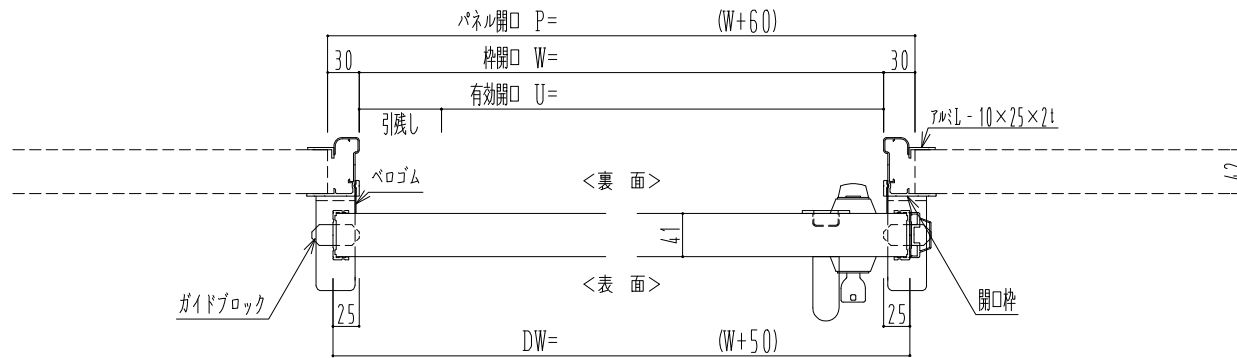 パネル開口 P= (W+60)
30 枠開口 W= 30
有効開口 U=
引残し
アルミL - 10×25×2t
ベロゴム
<裏 面>
42
41
<表 面>
ガイドブロック
開口枠
25 25
DW= (W+50)